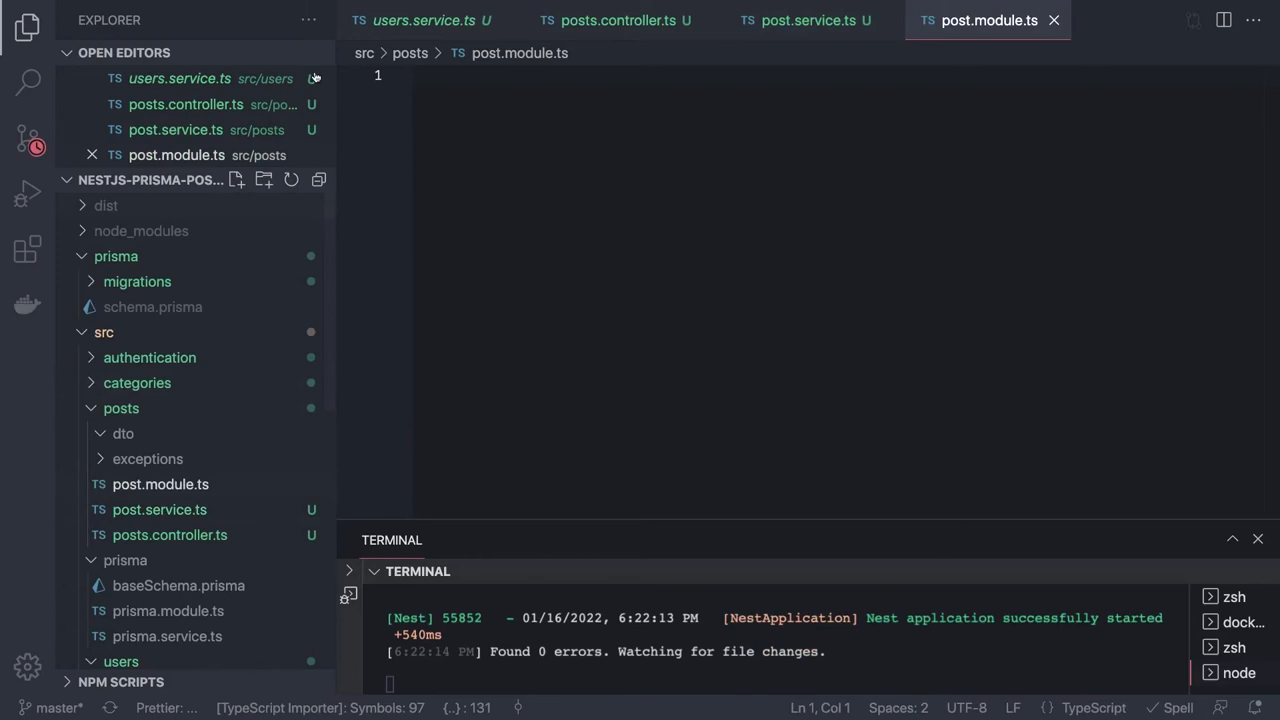 EXPLORER
users.service.ts U
posts.controller.ts U
post.service.ts U
TS post.module.ts
OPEN EDITORS
src posts TS post.module.ts
TS users.service.ts src/users
TS posts.controller.ts src/po... U
TS post.service.ts src/posts U
TS post.module.ts src/posts
1
NESTJS-PRISMA-POS...
dist
node_modules
prisma
migrations
schema.prisma
src
authentication
categories
posts
dto
exceptions
TS post.module.ts
TS post.service.ts U
TS posts.controller.ts U
prisma
baseSchema.prisma
TS prisma.module.ts
TS prisma.service.ts
users
NPM SCRIPTS
TERMINAL
TERMINAL
[Nest] 55852 - 01/16/2022, 6:22:13 PM [NestApplication] Nest application successfully started
+540ms
[6:22:14 PM] Found 0 errors. Watching for file changes.
zsh
dock...
zsh
node
master* Prettier: ... [TypeScript Importer]: Symbols: 97 {..} : 131 Ln 1, Col 1 Spaces: 2 UTF-8 LF {} TypeScript Spell